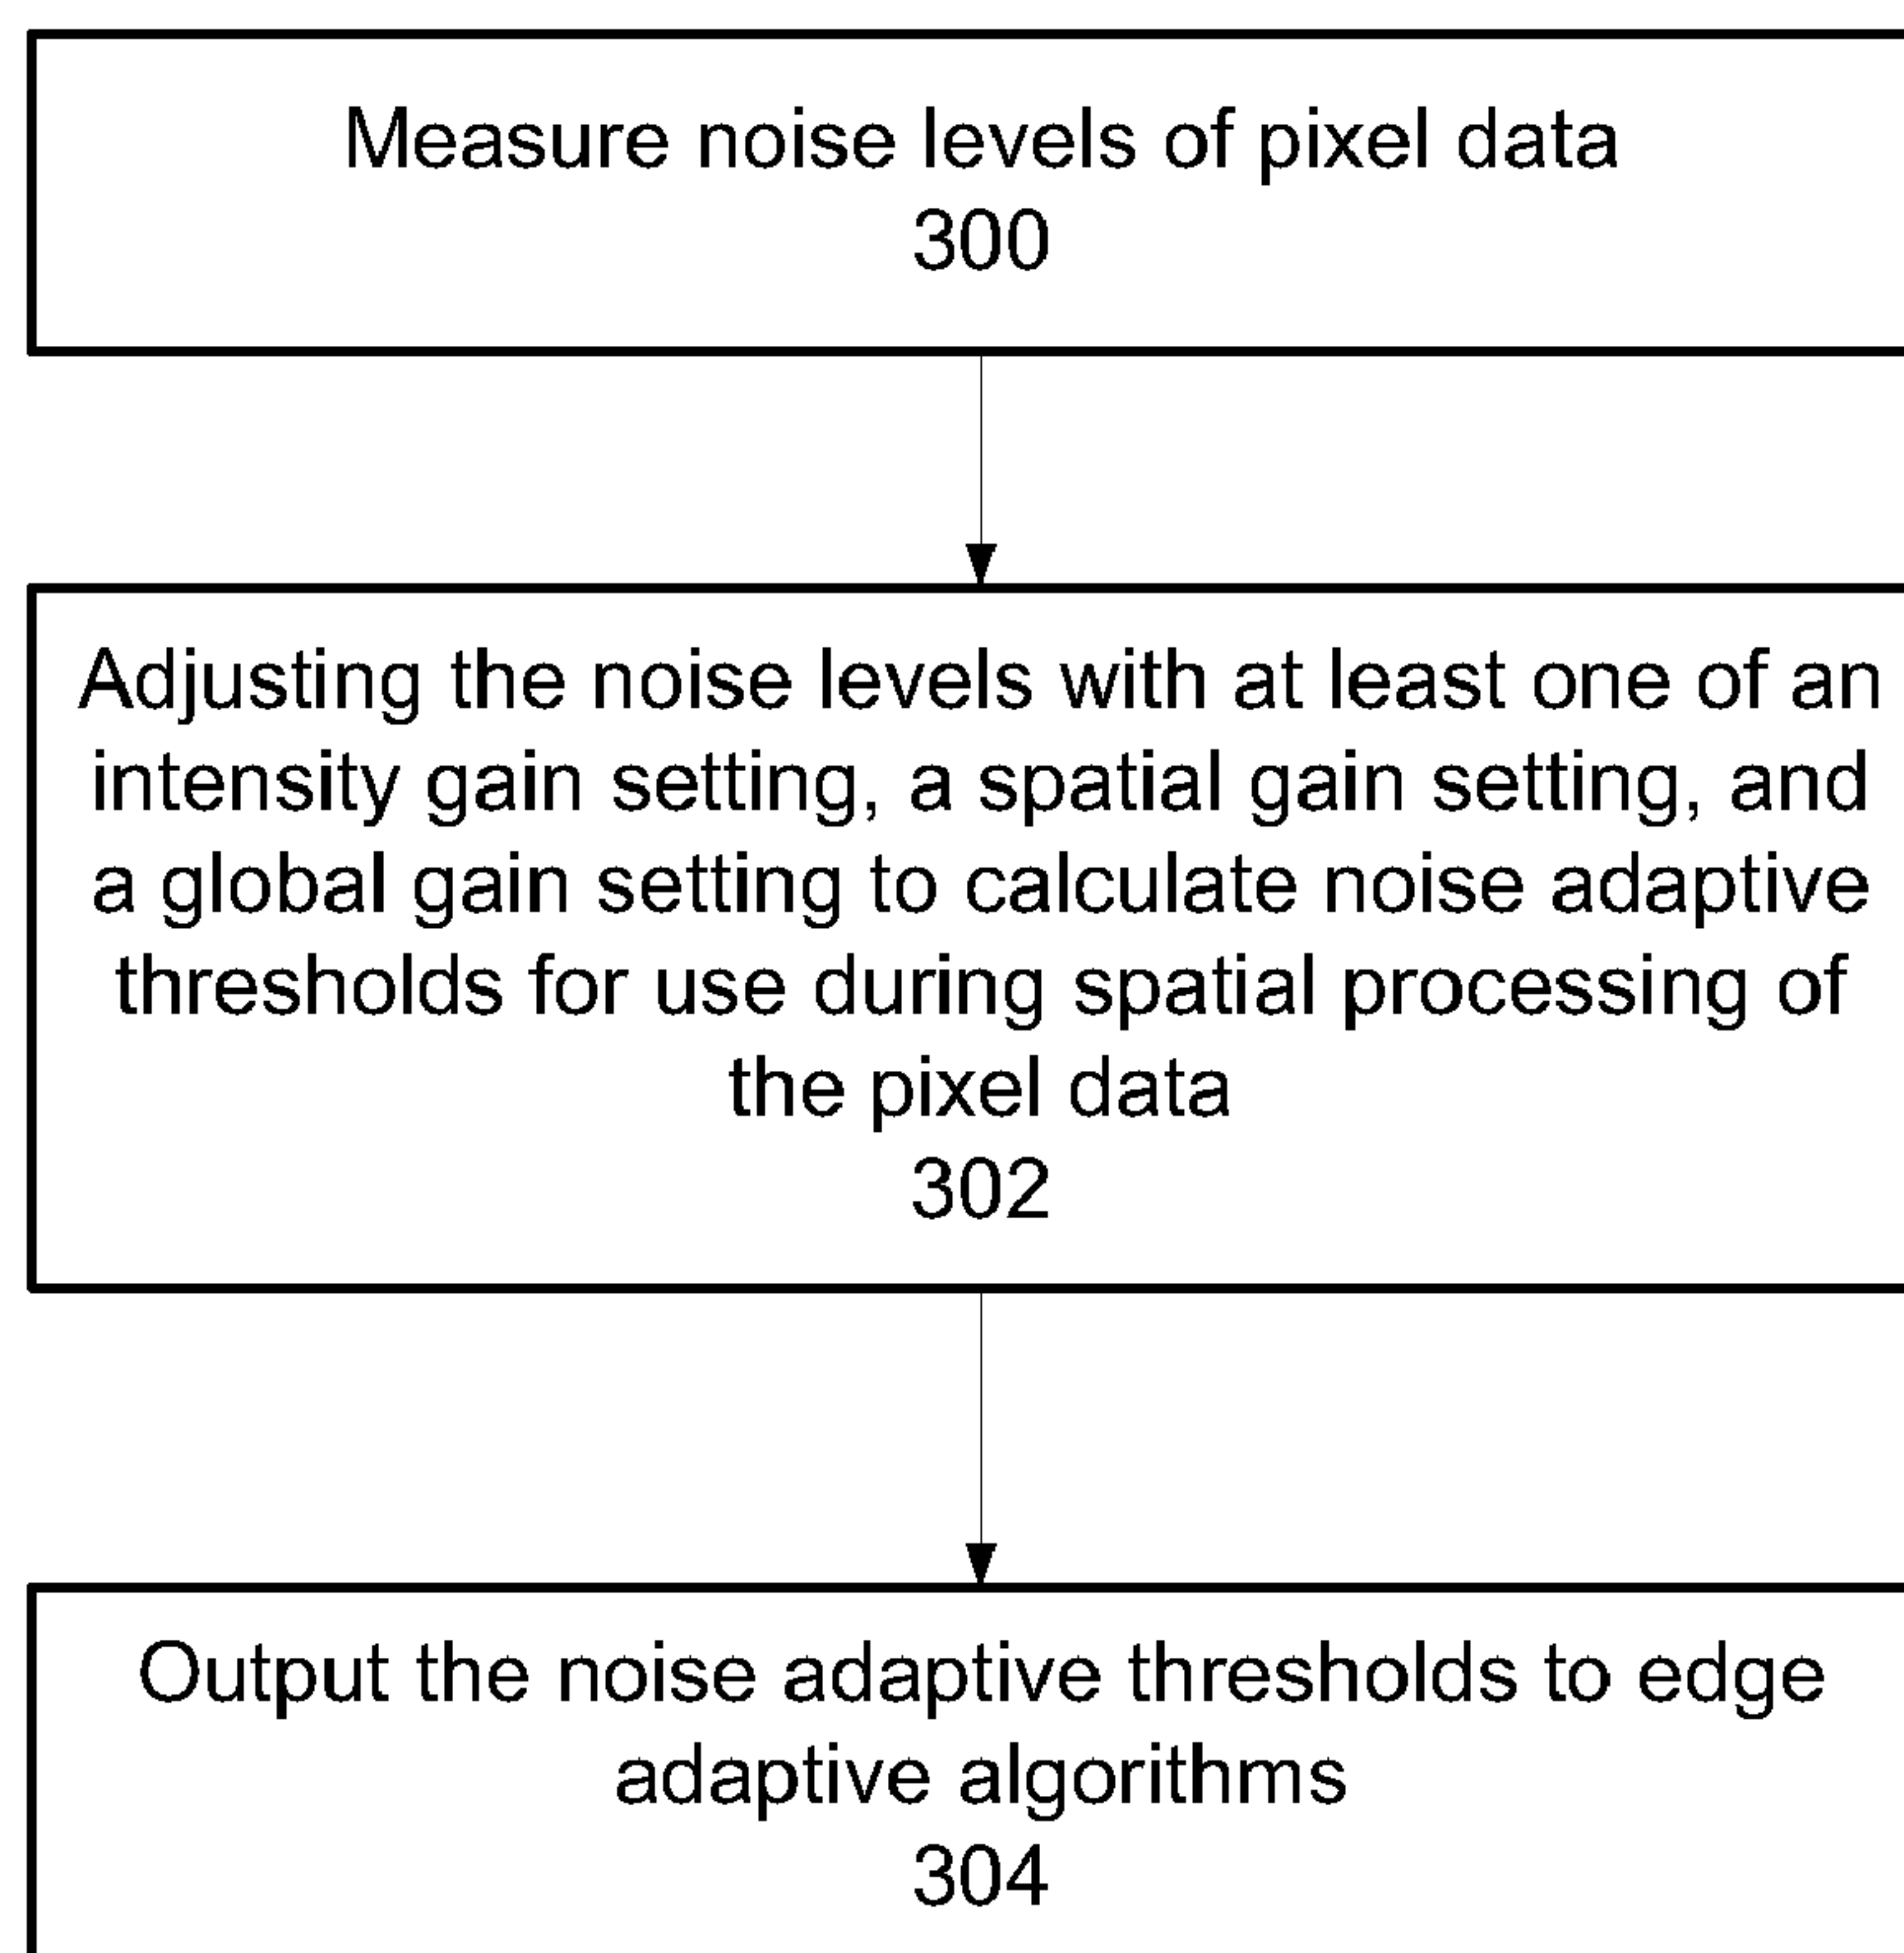 Measure noise levels of pixel data
300
Adjusting the noise levels with at least one of an
intensity gain setting, a spatial gain setting, and
a global gain setting to calculate noise adaptive
thresholds for use during spatial processing of
the pixel data
302
Output the noise adaptive thresholds to edge
adaptive algorithms
304